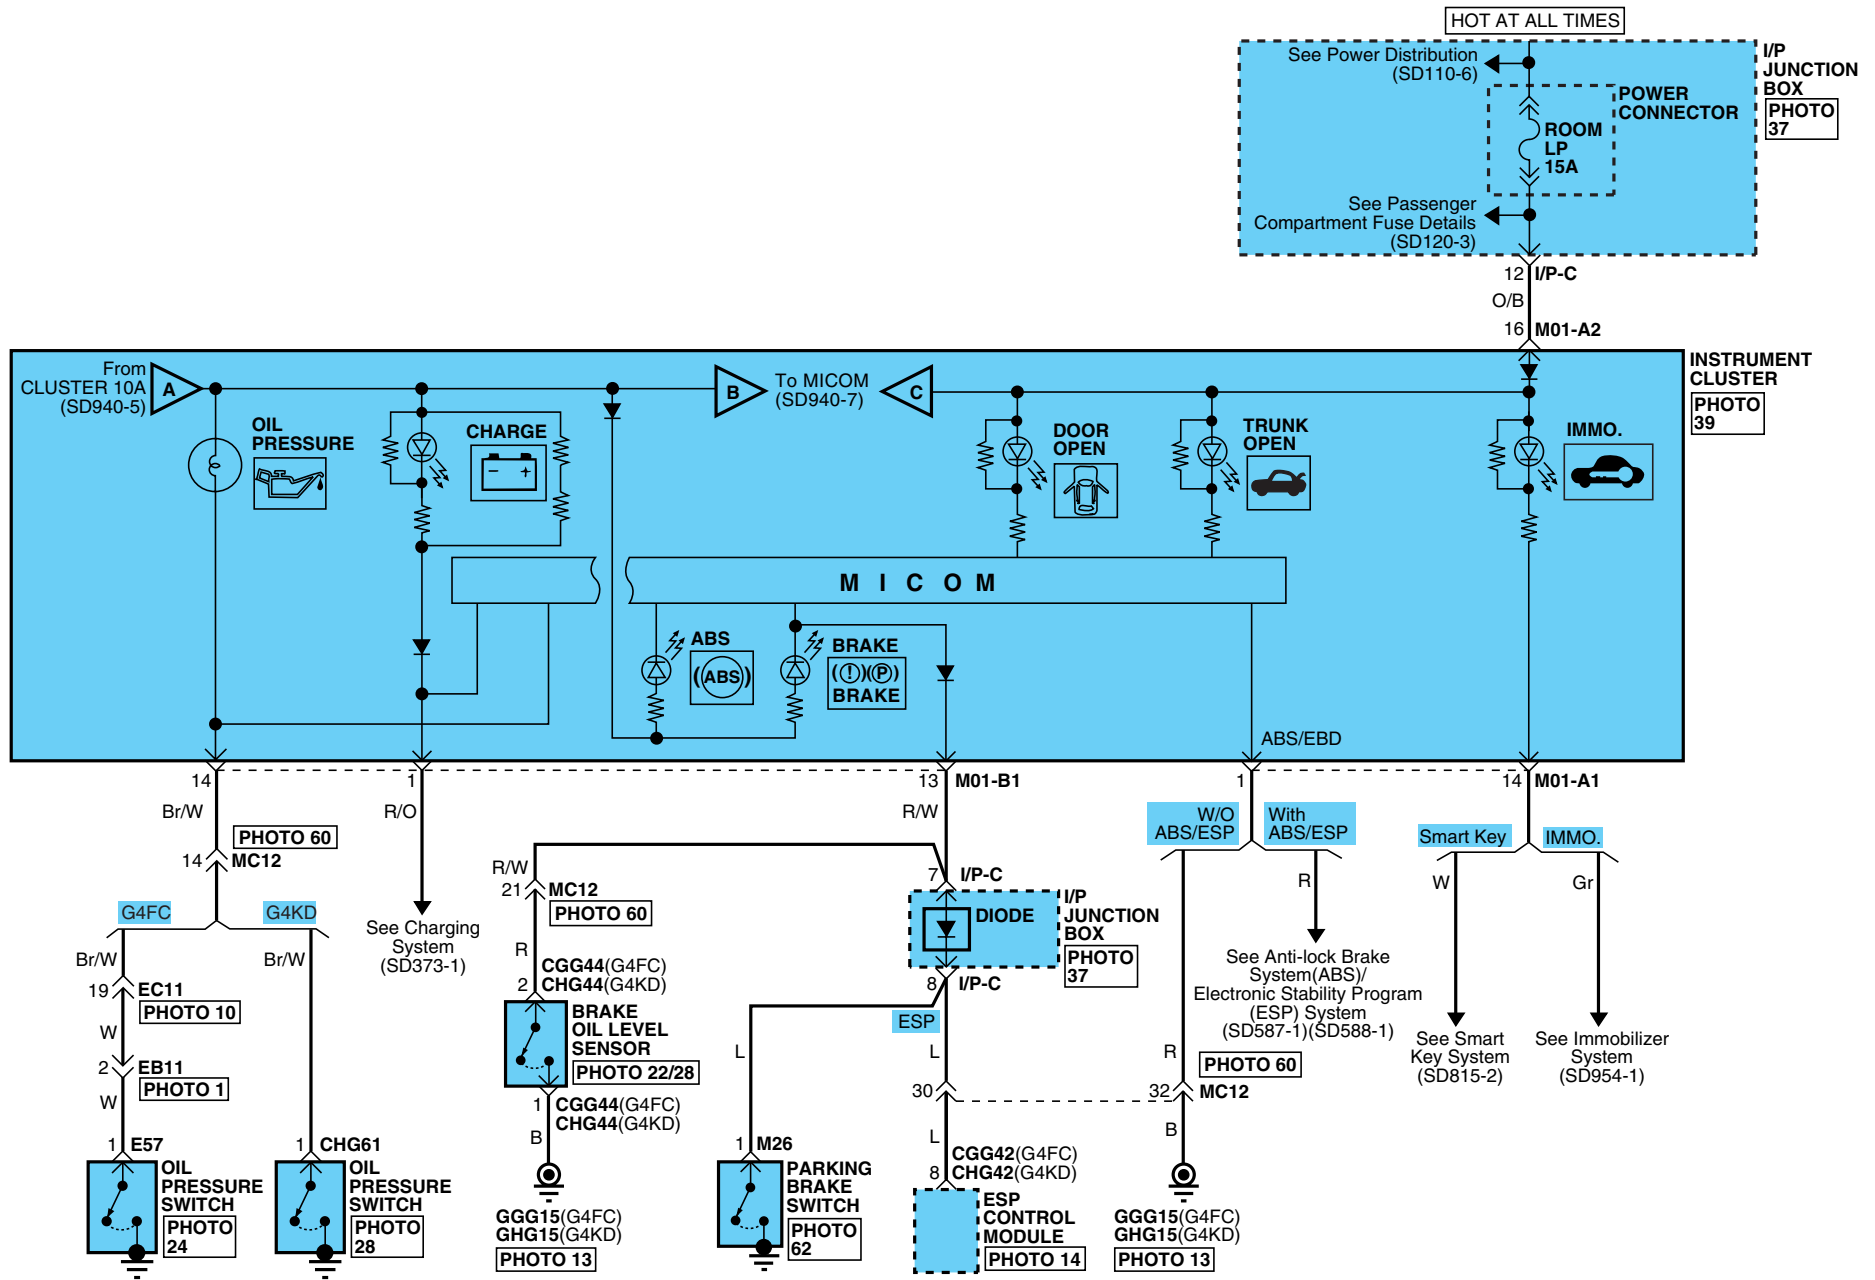 HOT AT ALL TIMES
See Power Distribution
(SD110-6)
I/P
JUNCTION
BOX
PHOTO
37
POWER
CONNECTOR
ROOM
LP
15A
See Passenger
Compartment Fuse Details
(SD120-3)
12 I/P-C
O/B
16 M01-A2
From
CLUSTER 10A
(SD940-5)
A
B
To MICOM
(SD940-7)
C
INSTRUMENT
CLUSTER
PHOTO
39
OIL
PRESSURE
CHARGE
- +
DOOR
OPEN
TRUNK
OPEN
IMMO.
M I C O M
ABS
(ABS)
BRAKE
(!)(P)
BRAKE
ABS/EBD
14
1
13 M01-B1
1
14 M01-A1
Br/W
R/O
R/W
W/O
ABS/ESP
With
ABS/ESP
Smart Key
IMMO.
PHOTO 60
14 MC12
G4FC
G4KD
Br/W
Br/W
19 EC11
PHOTO 10
W
2 EB11
PHOTO 1
W
1 E57
OIL
PRESSURE
SWITCH
PHOTO
24
1 CHG61
OIL
PRESSURE
SWITCH
PHOTO
28
See Charging
System
(SD373-1)
R/W
21 MC12
PHOTO 60
R
CGG44(G4FC)
2 CHG44(G4KD)
BRAKE
OIL LEVEL
SENSOR
PHOTO 22/28
1 CGG44(G4FC)
CHG44(G4KD)
B
GGG15(G4FC)
GHG15(G4KD)
PHOTO 13
7 I/P-C
DIODE
I/P
JUNCTION
BOX
PHOTO
37
8 I/P-C
ESP
L
L
30
L
1 M26
PARKING
BRAKE
SWITCH
PHOTO
62
CGG42(G4FC)
8 CHG42(G4KD)
ESP
CONTROL
MODULE
PHOTO 14
R
See Anti-lock Brake
System(ABS)/
Electronic Stability Program
(ESP) System
(SD587-1)(SD588-1)
R
PHOTO 60
32 MC12
B
GGG15(G4FC)
GHG15(G4KD)
PHOTO 13
W
See Smart
Key System
(SD815-2)
Gr
See Immobilizer
System
(SD954-1)